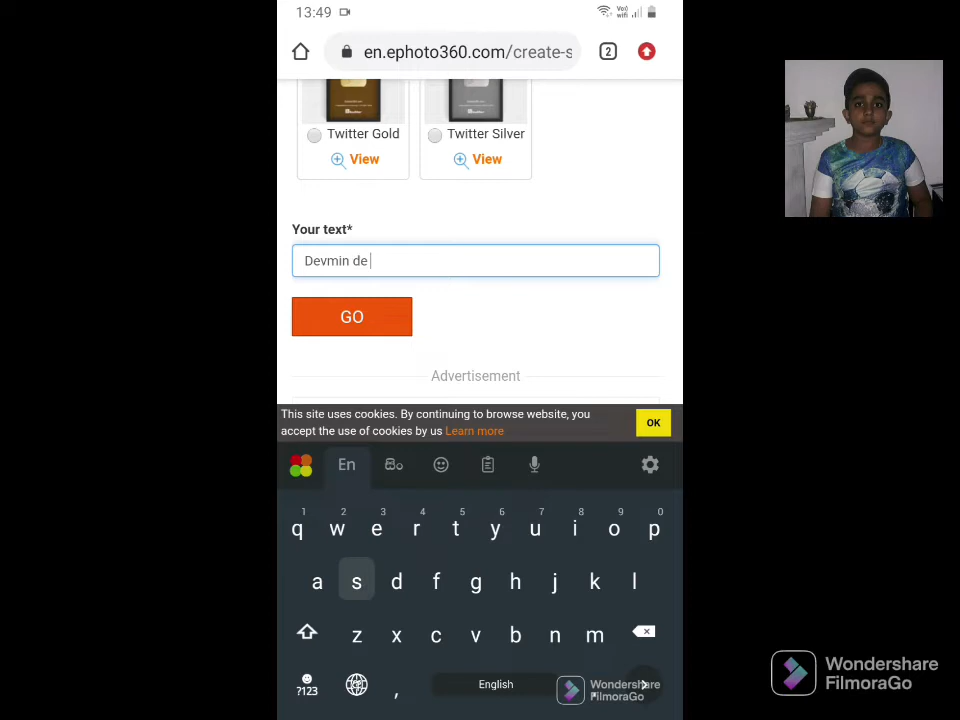 13:49
Vo)) wifi
en.ephoto360.com/create-s
2
Twitter Gold
Twitter Silver
View
View
Your text*
Devmin de
GO
Advertisement
This site uses cookies. By continuing to browse website, you
accept the use of cookies by us Learn more
OK
En
සිං
1 2 3 4 5 6 7 8 9 0
q w e r t y u i o p
a s d f g h j k l
z x c v b n m
?123
,
English
Wondershare
FilmoraGo
Wondershare
FilmoraGo